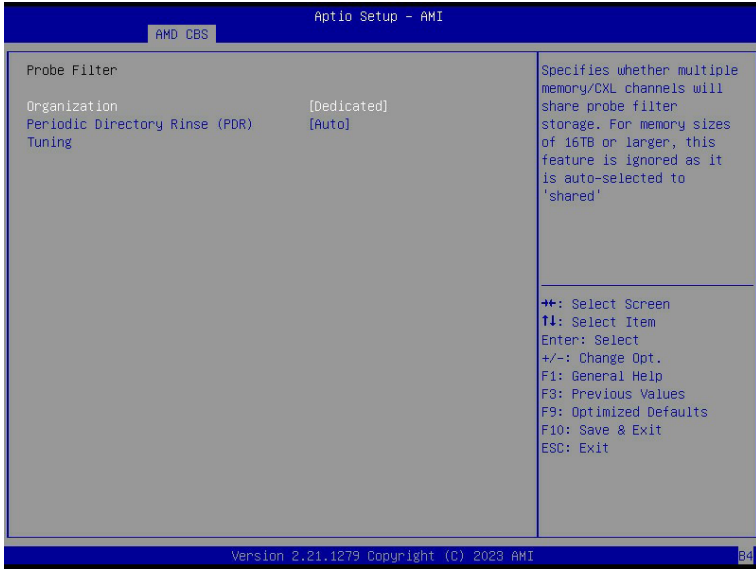 Aptio Setup – AMI
AMD CBS
Probe Filter
Organization [Dedicated]
Periodic Directory Rinse (PDR) [Auto]
Tuning
Specifies whether multiple
memory/CXL channels will
share probe filter
storage. For memory sizes
of 16TB or larger, this
feature is ignored as it
is auto-selected to
'shared'
→←: Select Screen
↑↓: Select Item
Enter: Select
+/-: Change Opt.
F1: General Help
F3: Previous Values
F9: Optimized Defaults
F10: Save & Exit
ESC: Exit
Version 2.21.1279 Copyright (C) 2023 AMI
B4